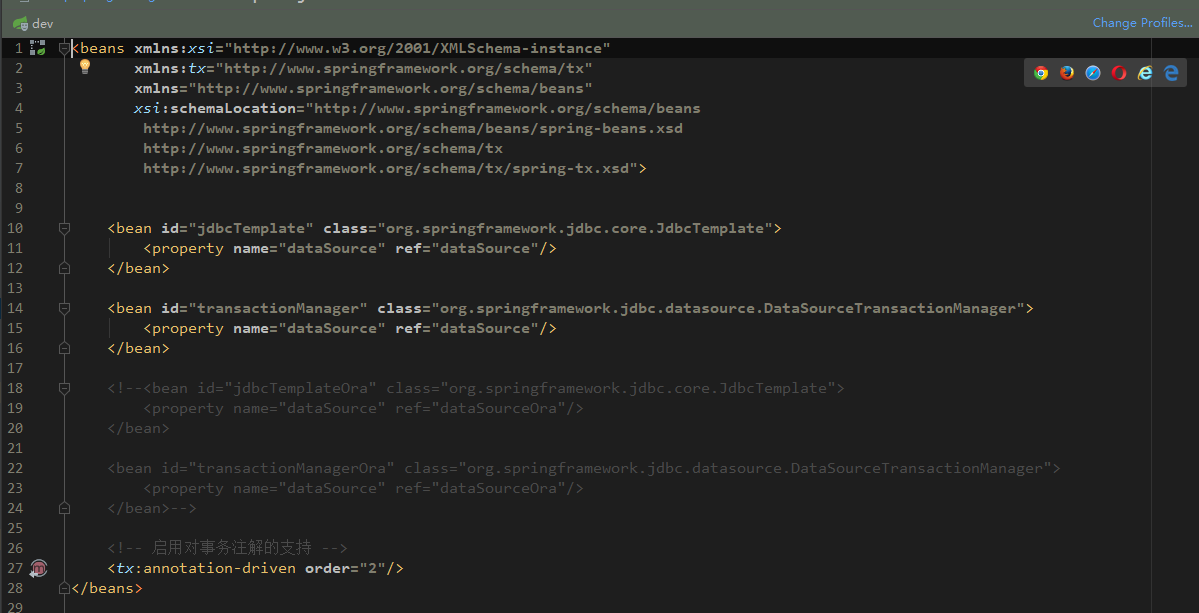 dev
Change Profiles...
1 <beans xmlns:xsi="http://www.w3.org/2001/XMLSchema-instance"
2 xmlns:tx="http://www.springframework.org/schema/tx"
3 xmlns="http://www.springframework.org/schema/beans"
4 xsi:schemaLocation="http://www.springframework.org/schema/beans
5 http://www.springframework.org/schema/beans/spring-beans.xsd
6 http://www.springframework.org/schema/tx
7 http://www.springframework.org/schema/tx/spring-tx.xsd">
8
9
10 <bean id="jdbcTemplate" class="org.springframework.jdbc.core.JdbcTemplate">
11 <property name="dataSource" ref="dataSource"/>
12 </bean>
13
14 <bean id="transactionManager" class="org.springframework.jdbc.datasource.DataSourceTransactionManager">
15 <property name="dataSource" ref="dataSource"/>
16 </bean>
17
18 <!--<bean id="jdbcTemplateOra" class="org.springframework.jdbc.core.JdbcTemplate">
19 <property name="dataSource" ref="dataSourceOra"/>
20 </bean>
21
22 <bean id="transactionManagerOra" class="org.springframework.jdbc.datasource.DataSourceTransactionManager">
23 <property name="dataSource" ref="dataSourceOra"/>
24 </bean>-->
25
26 <!-- 启用对事务注解的支持 -->
27 <tx:annotation-driven order="2"/>
28 </beans>
29